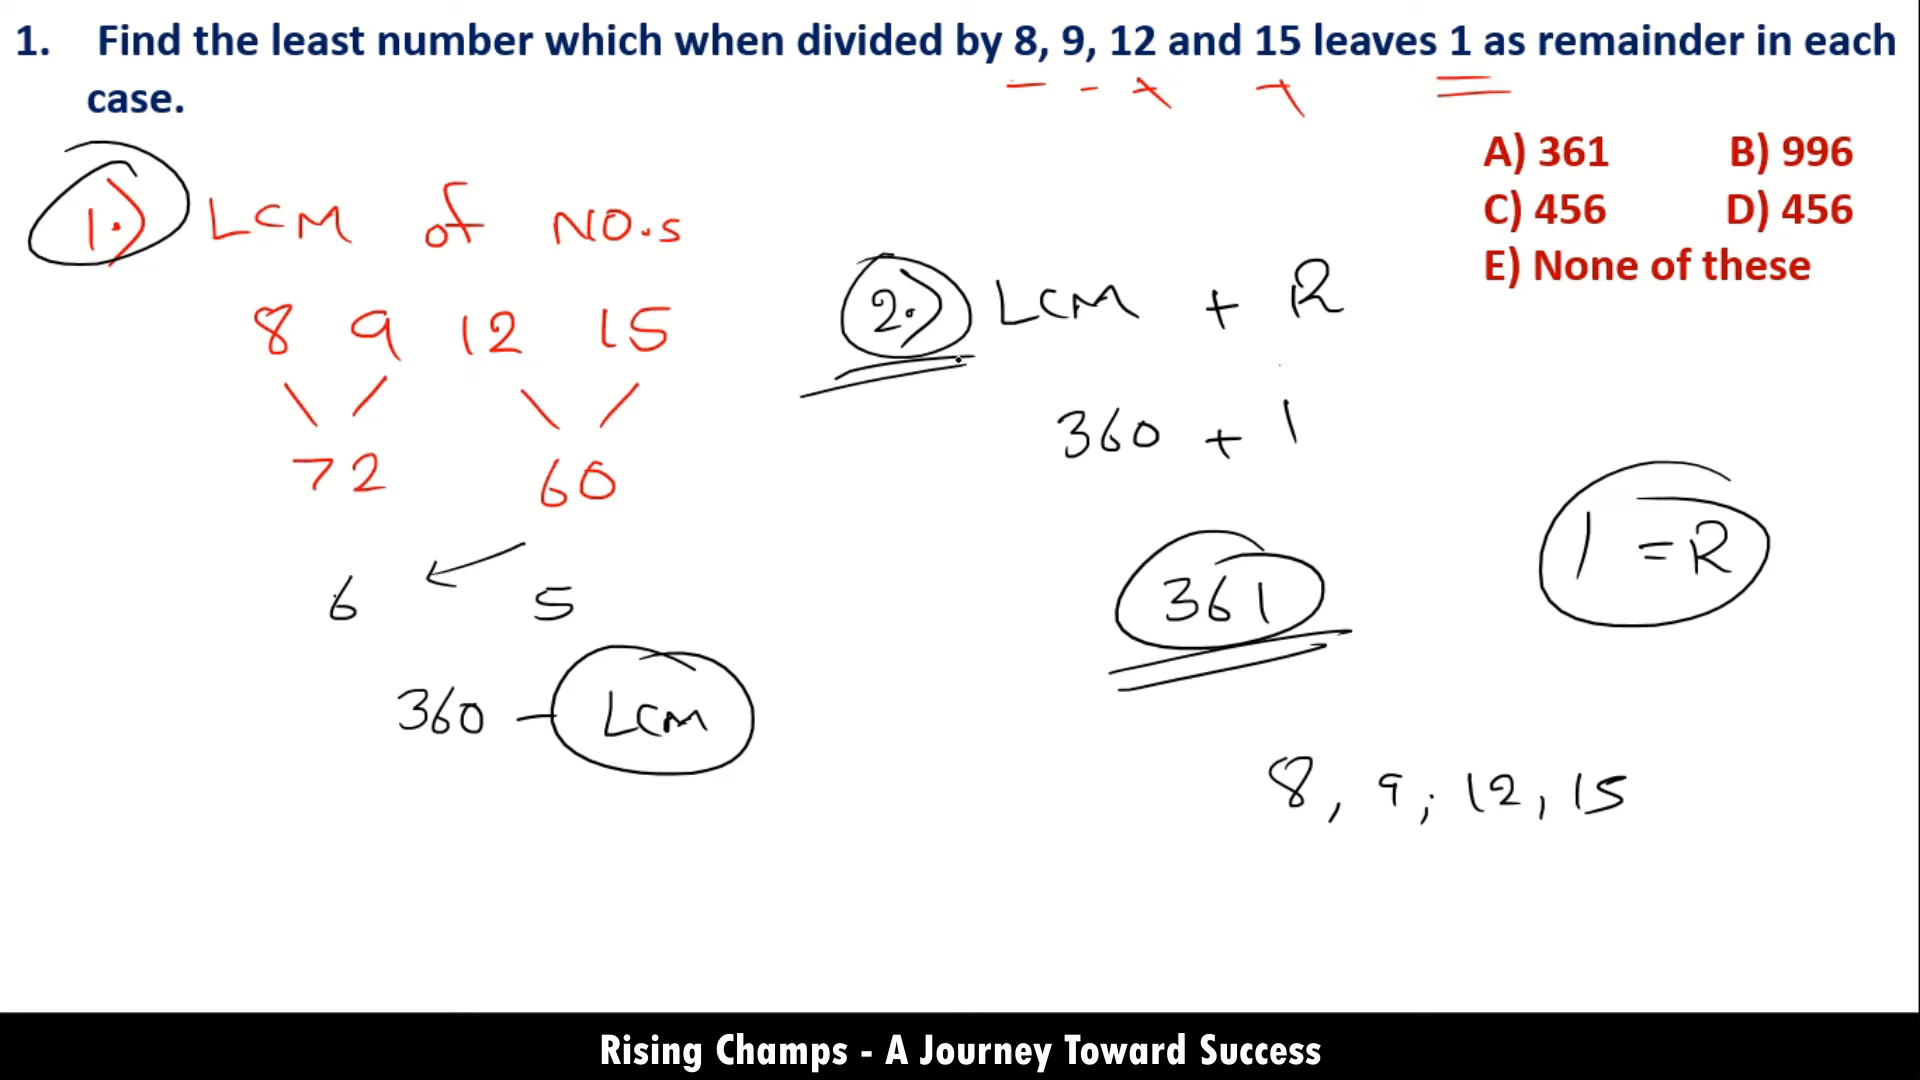 1. Find the least number which when divided by 8, 9, 12 and 15 leaves 1 as remainder in each
case.
A) 361 B) 996
C) 456 D) 456
E) None of these
1.) LCM of NO.s
8 9 12 15
72 60
6 5
360 - LCM
2.) LCM + R
360 + 1
361
1 = R
8, 9, 12, 15
Rising Champs - A Journey Toward Success